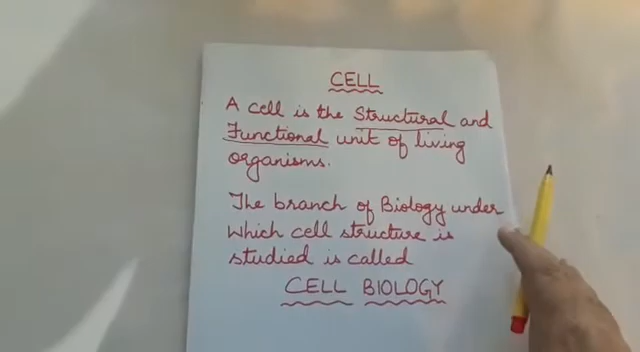 CELL
A cell is the Structural and
Functional unit of living
organisms.
The branch of Biology under
which cell structure is
studied is called
CELL BIOLOGY